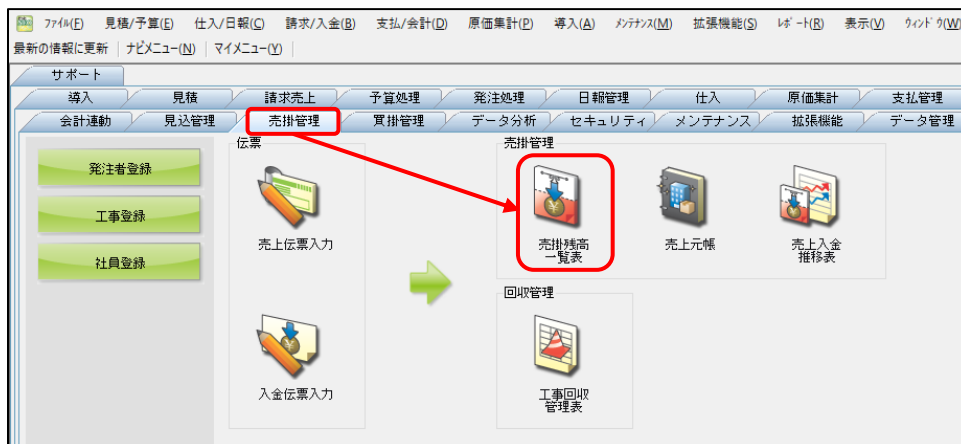 ファイル(F) 見積/予算(E) 仕入/日報(C) 請求/入金(B) 支払/会計(D) 原価集計(P) 導入(A) メンテナンス(M) 拡張機能(S) レポート(R) 表示(V) ウィンドウ(W)
最新の情報に更新 ナビメニュー(N) マイメニュー(Y)
サポート
導入 見積 請求売上 予算処理 発注処理 日報管理 仕入 原価集計 支払管理
会計連動 見込管理 売掛管理 買掛管理 データ分析 セキュリティ メンテナンス 拡張機能 データ管理
発注者登録
工事登録
社員登録
伝票
売上伝票入力
入金伝票入力
売掛管理
売掛残高
一覧表
売上元帳
売上入金
推移表
回収管理
工事回収
管理表